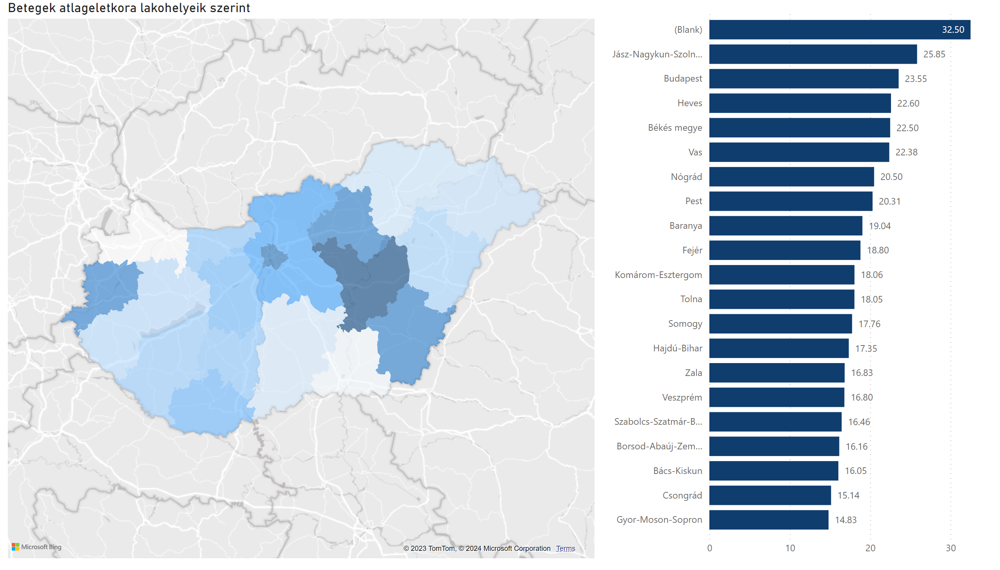 Betegek atlageletkora lakohelyeik szerint
(Blank) 32.50
Jász-Nagykun-Szoln... 25.85
Budapest 23.55
Heves 22.60
Békés megye 22.50
Vas 22.38
Nógrád 20.50
Pest 20.31
Baranya 19.04
Fejér 18.80
Komárom-Esztergom 18.06
Tolna 18.05
Somogy 17.76
Hajdú-Bihar 17.35
Zala 16.83
Veszprém 16.80
Szabolcs-Szatmár-B... 16.46
Borsod-Abaúj-Zem... 16.16
Bács-Kiskun 16.05
Csongrád 15.14
Gyor-Moson-Sopron 14.83
0 10 20 30
Microsoft Bing
© 2023 TomTom, © 2024 Microsoft Corporation Terms